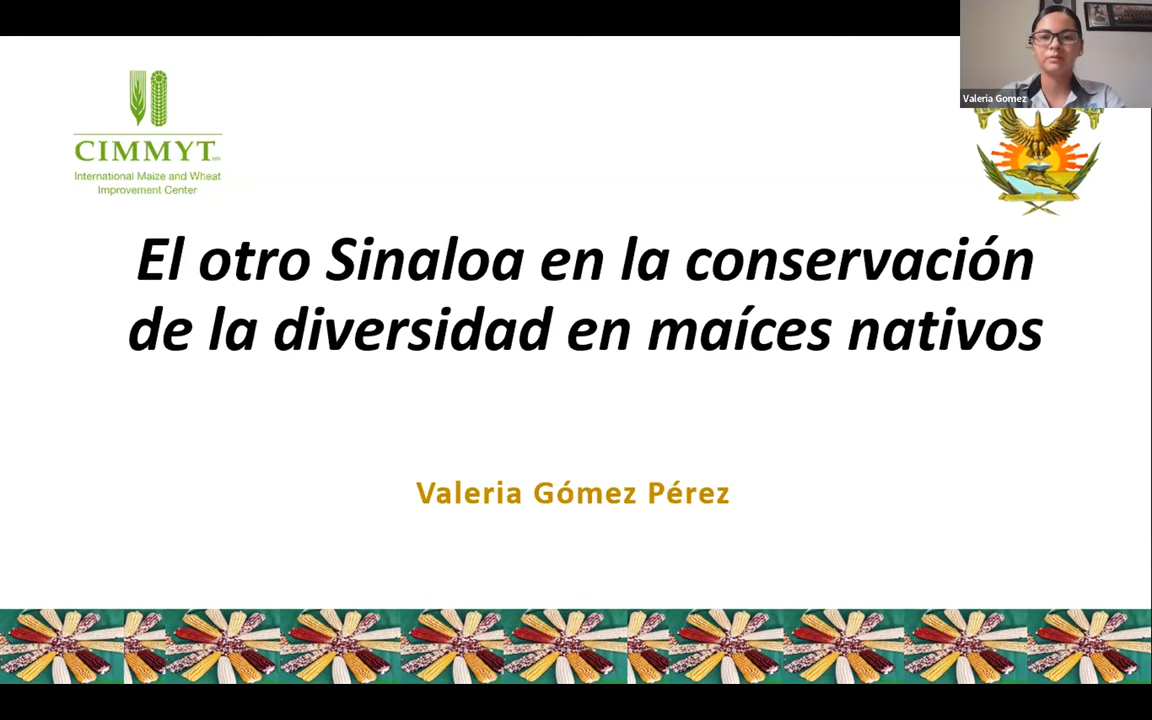 Valeria Gomez
CIMMYT
International Maize and Wheat
Improvement Center
El otro Sinaloa en la conservación
de la diversidad en maíces nativos
Valeria Gómez Pérez